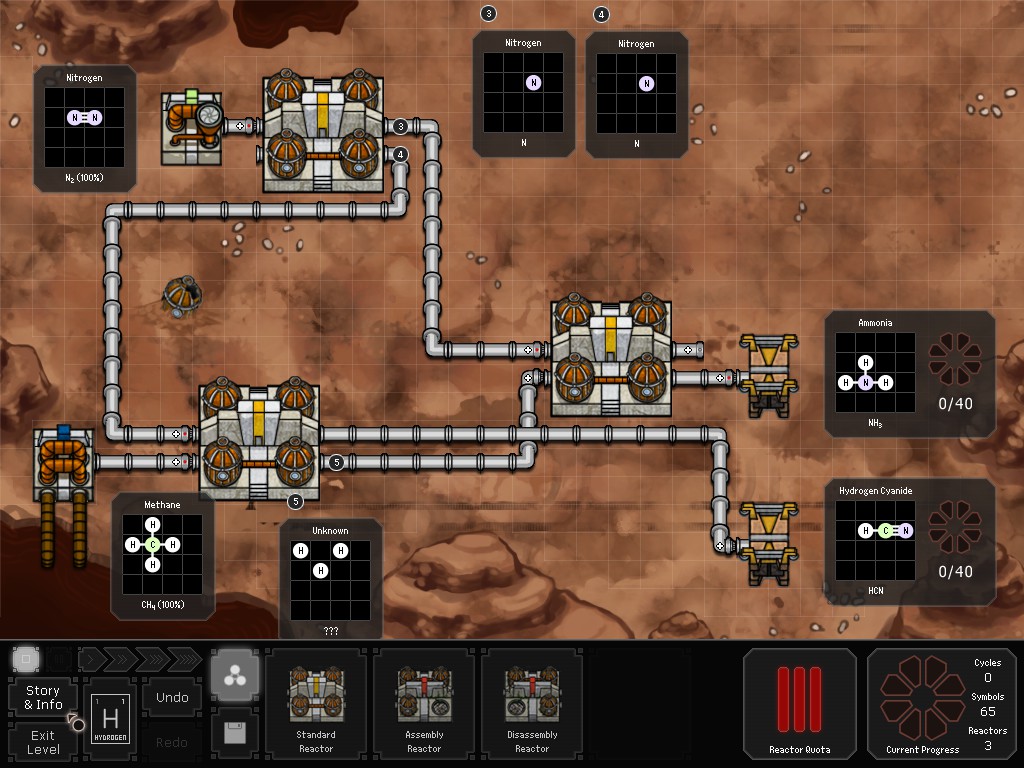 3
4
Nitrogen
N = N
N₂ (100%)
Nitrogen
N
N
Nitrogen
N
N
3
4
Ammonia
H
H N H
0/40
NH₃
5
5
Methane
H
H C H
H
CH₄ (100%)
Unknown
H H
H
???
Hydrogen Cyanide
H C N
0/40
HCN
Story
& Info
Exit
Level
1 1
H
HYDROGEN
Undo
Redo
Standard
Reactor
Assembly
Reactor
Disassembly
Reactor
Reactor Quota
Cycles
0
Symbols
65
Reactors
3
Current Progress